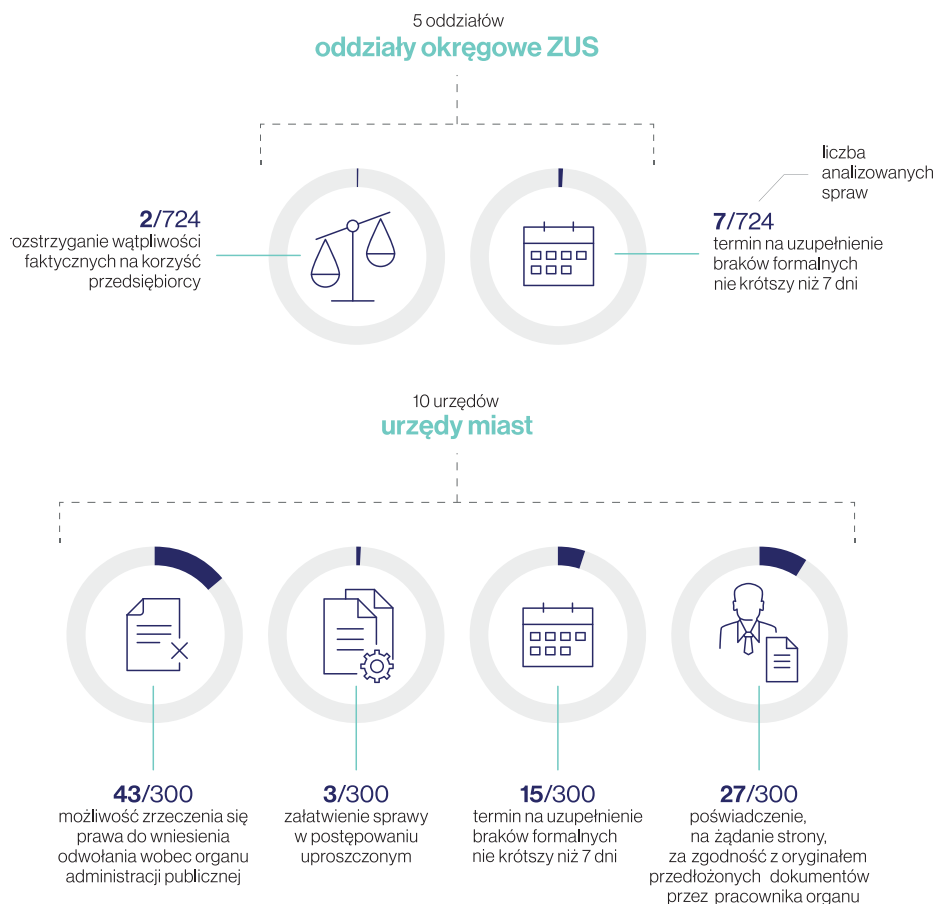 5 oddziałów
oddziały okręgowe ZUS
liczba
analizowanych
spraw
2/724
rozstrzyganie wątpliwości
faktycznych na korzyść
przedsiębiorcy
7/724
termin na uzupełnienie
braków formalnych
nie krótszy niż 7 dni
10 urzędów
urzędy miast
43/300
możliwość zrzeczenia się
prawa do wniesienia
odwołania wobec organu
administracji publicznej
3/300
załatwienie sprawy
w postępowaniu
uproszczonym
15/300
termin na uzupełnienie
braków formalnych
nie krótszy niż 7 dni
27/300
poświadczenie,
na żądanie strony,
za zgodność z oryginałem
przedłożonych dokumentów
przez pracownika organu